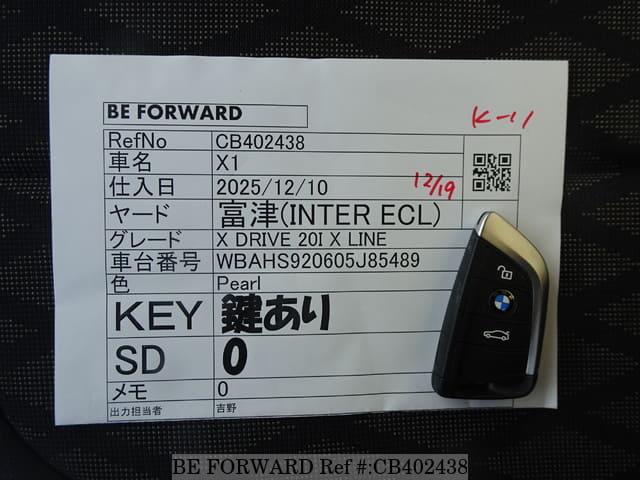 BE FORWARD
K-11
RefNo CB402438
車名 X1
仕入日 2025/12/10 12/19
ヤード 富津(INTER ECL)
グレード X DRIVE 20I X LINE
車台番号 WBAHS920605J85489
色 Pearl
KEY 鍵あり
SD 0
メモ 0
出力担当者 吉野
BE FORWARD Ref #:CB402438